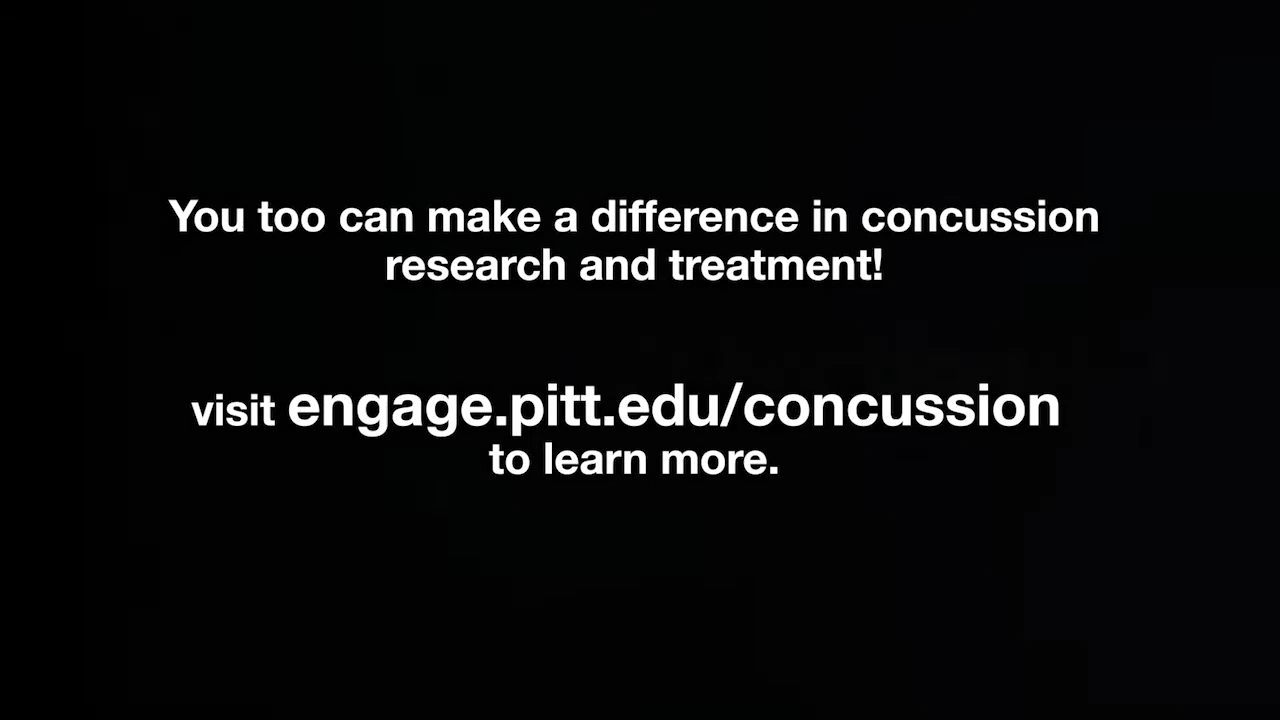 You too can make a difference in concussion
research and treatment!
visit engage.pitt.edu/concussion
to learn more.